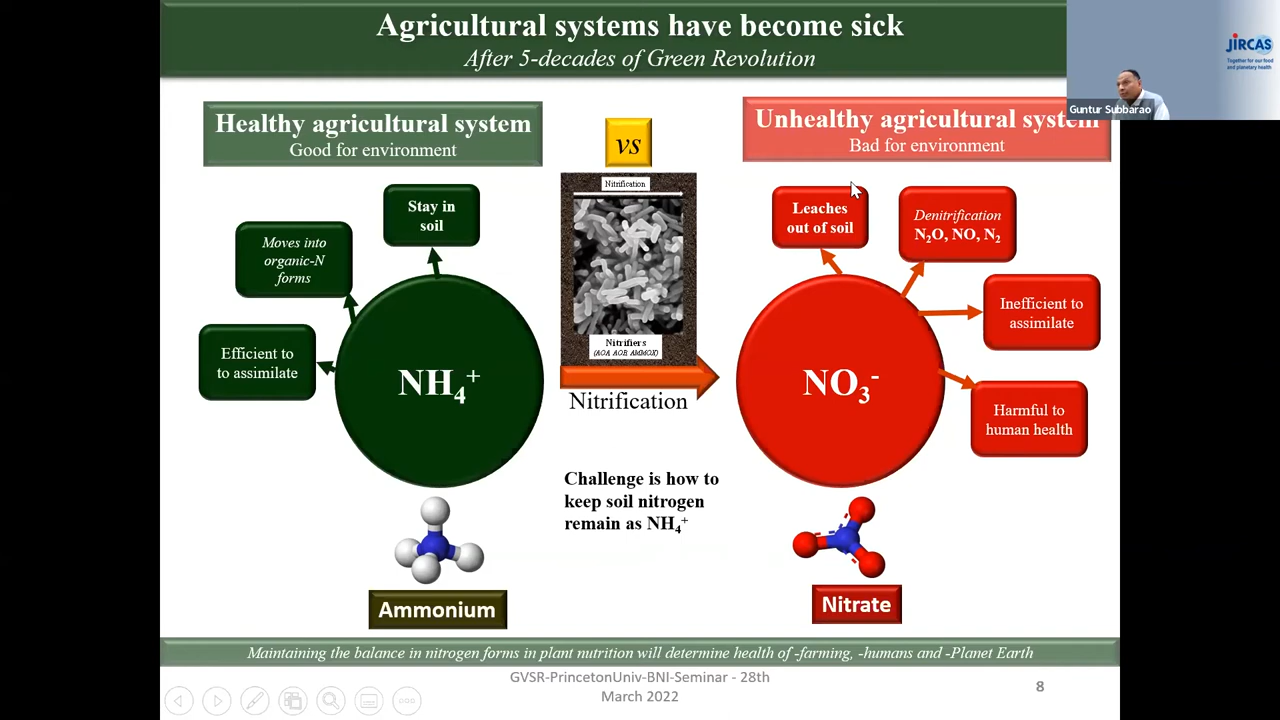 Agricultural systems have become sick
After 5-decades of Green Revolution
JIRCAS
Together for our food
and planetary health
Guntur Subbarao
Healthy agricultural system
Good for environment
vs
Unhealthy agricultural system
Bad for environment
Nitrification
Stay in
soil
Moves into
organic-N
forms
Efficient to
to assimilate
NH₄⁺
Nitrifiers
(AOA, AOB, AMMOX)
Nitrification
Leaches
out of soil
Denitrification
N₂O, NO, N₂
Inefficient to
assimilate
Harmful to
human health
NO₃⁻
Challenge is how to
keep soil nitrogen
remain as NH₄⁺
Ammonium
Nitrate
Maintaining the balance in nitrogen forms in plant nutrition will determine health of -farming, -humans and -Planet Earth
GVSR-PrincetonUniv-BNI-Seminar - 28th
March 2022
8